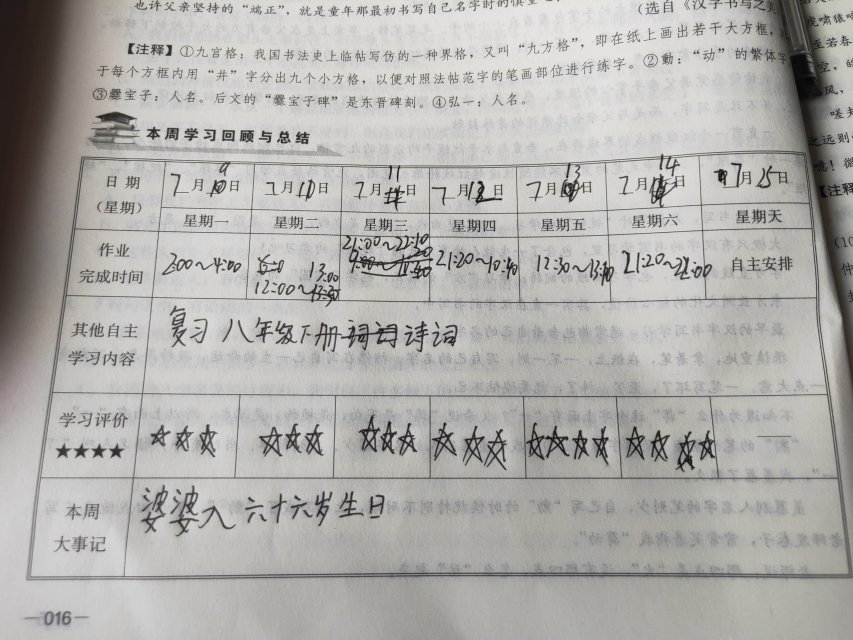 也许父亲坚持的“端正”，就是童年那最初书写自己名字时的
（选自《汉字书写之美
【注释】①九宫格：我国书法史上临帖写仿的一种界格，又叫“九方格”，即在纸上画出若干大方框，
于每个方框内用“井”字分出九个小方格，以便对照法帖范字的笔画部位进行练字。②動：“动”的繁体字
③爨宝子：人名。后文的“爨宝子碑”是东晋碑刻。④弘一：人名。
本周学习回顾与总结
日期 7月9日 7月10日 7月11日 7月12日 7月13日 7月14日 7月15日
（星期） 星期一 星期二 星期三 星期四 星期五 星期六 星期天
作业 21:00~22:10
完成时间 200~4:00 13:00 21:20~10:40 12:30~13:10 21:20~22:00 自主安排
12:00~
其他自主 复习八年级下册诗词
学习内容
学习评价 ☆☆☆ ☆☆☆ ☆☆☆ ☆☆☆ ☆☆☆☆ ☆☆☆☆ —
★★★★
本周 婆婆入六十六岁生日
大事记
016